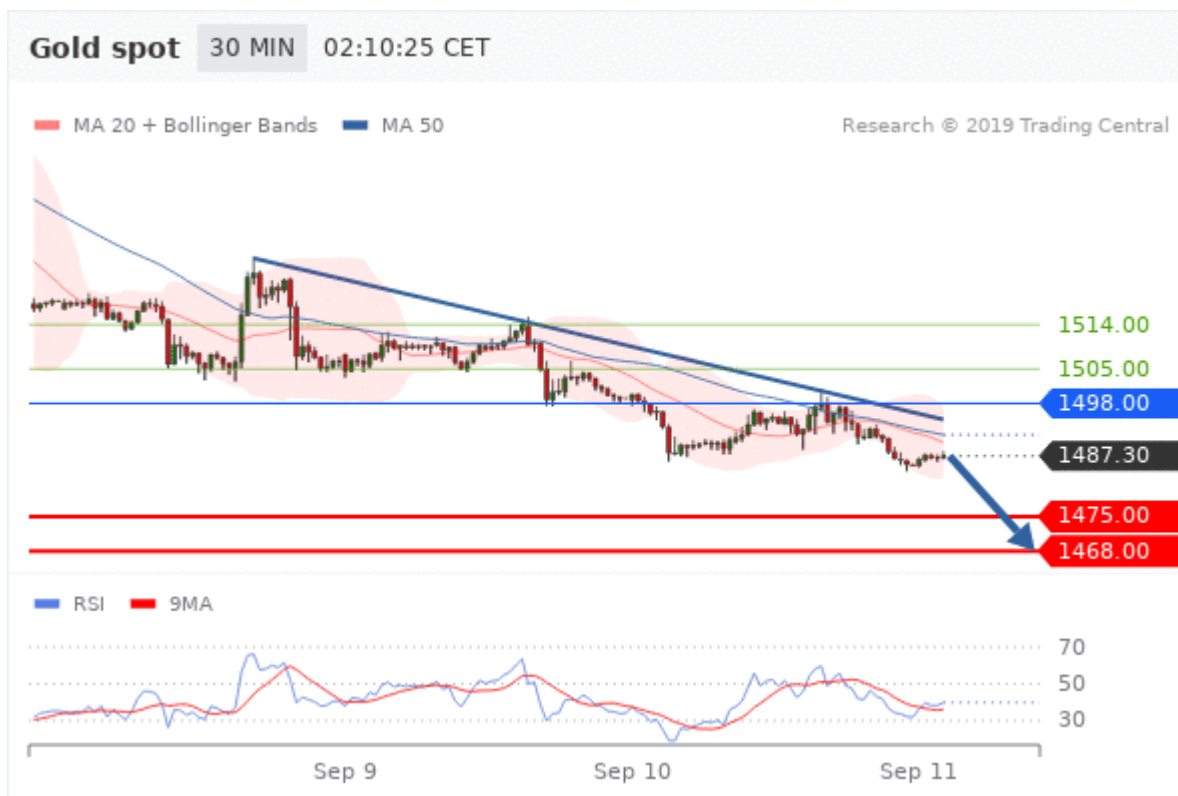 Gold spot 30 MIN 02:10:25 CET
MA 20 + Bollinger Bands MA 50 Research © 2019 Trading Central
1514.00
1505.00
1498.00
1487.30
1475.00
1468.00
RSI 9MA
70
50
30
Sep 9 Sep 10 Sep 11